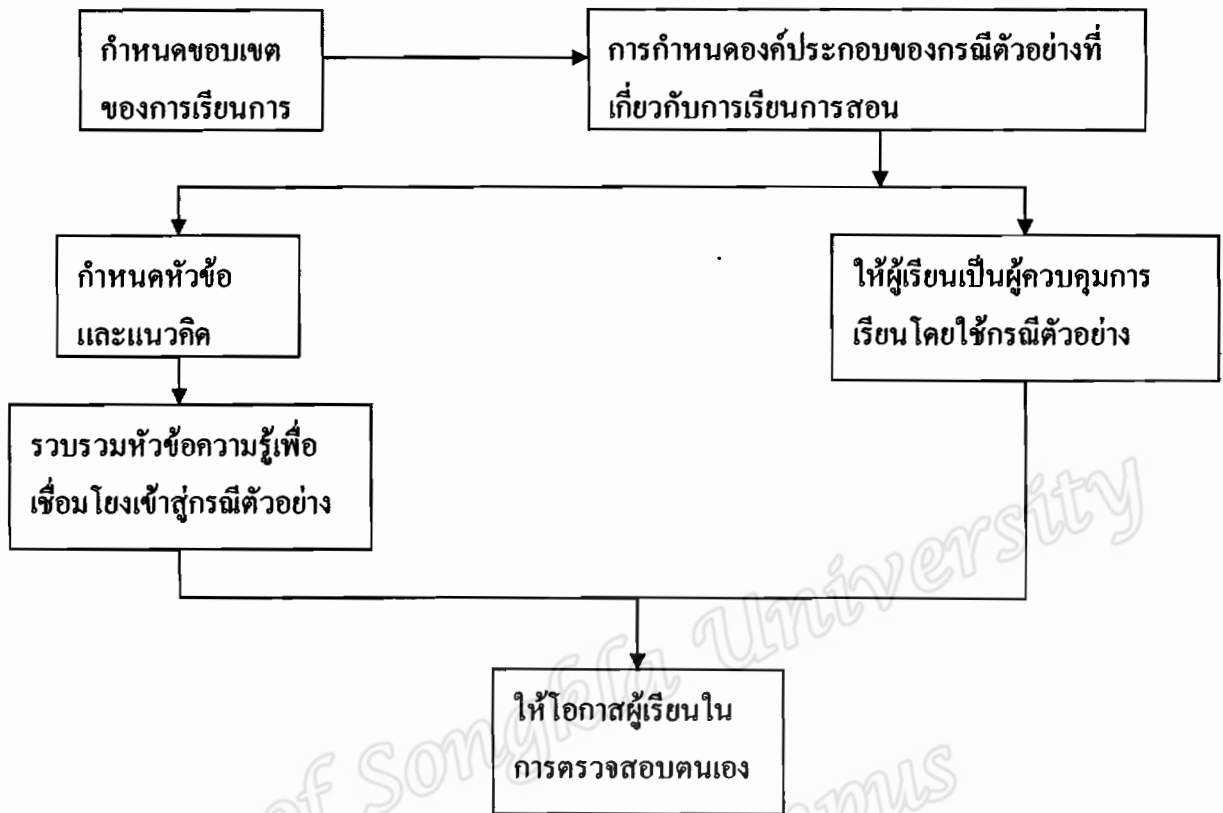 กำหนดขอบเขต
ของการเรียนการ
การกำหนดองค์ประกอบของกรณีตัวอย่างที่
เกี่ยวกับการเรียนการสอน
กำหนดหัวข้อ
และแนวคิด
ให้ผู้เรียนเป็นผู้ควบคุมการ
เรียนโดยใช้กรณีตัวอย่าง
รวบรวมหัวข้อความรู้เพื่อ
เชื่อมโยงเข้าสู่กรณีตัวอย่าง
ให้โอกาสผู้เรียนใน
การตรวจสอบตนเอง
of Songkla University